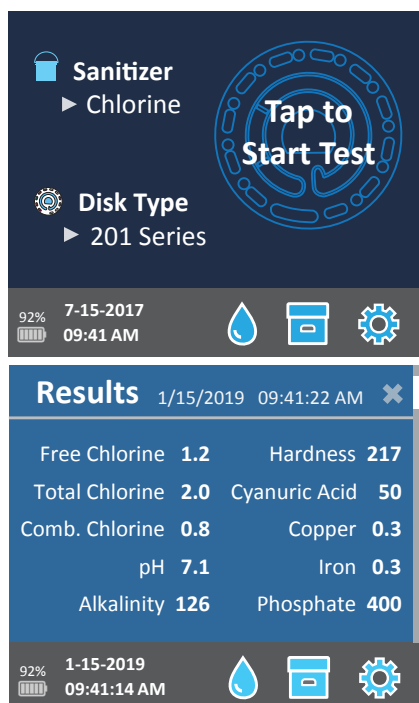 Sanitizer
► Chlorine
Tap to
Start Test
Disk Type
► 201 Series
92%
7-15-2017
09:41 AM
Results 1/15/2019 09:41:22 AM
Free Chlorine 1.2 Hardness 217
Total Chlorine 2.0 Cyanuric Acid 50
Comb. Chlorine 0.8 Copper 0.3
pH 7.1 Iron 0.3
Alkalinity 126 Phosphate 400
92%
1-15-2019
09:41:14 AM